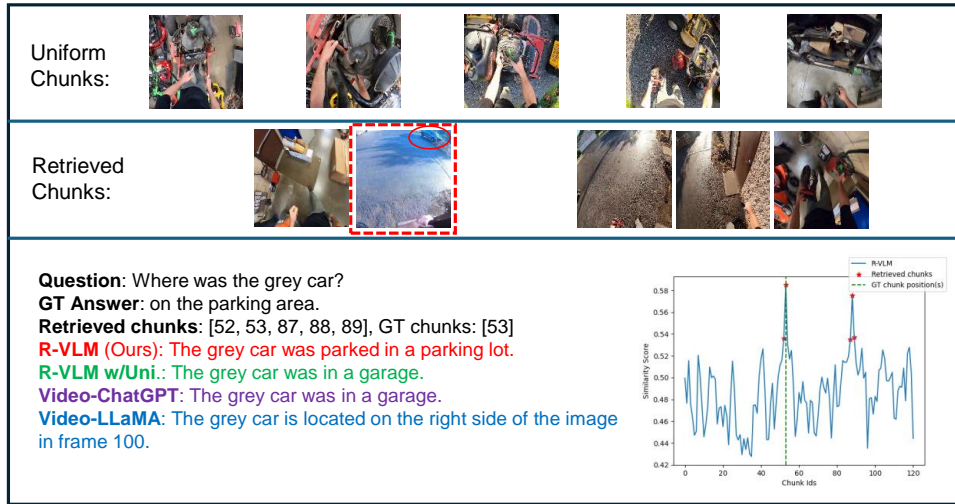 Uniform
Chunks:
Retrieved
Chunks:
Question: Where was the grey car?
GT Answer: on the parking area.
Retrieved chunks: [52, 53, 87, 88, 89], GT chunks: [53]
R-VLM (Ours): The grey car was parked in a parking lot.
R-VLM w/Uni.: The grey car was in a garage.
Video-ChatGPT: The grey car was in a garage.
Video-LLaMA: The grey car is located on the right side of the image
in frame 100.
R-VLM
Retrieved chunks
GT chunk position(s)
Similarity Score
0.58
0.56
0.54
0.52
0.50
0.48
0.46
0.44
0.42
0 20 40 60 80 100 120
Chunk Ids